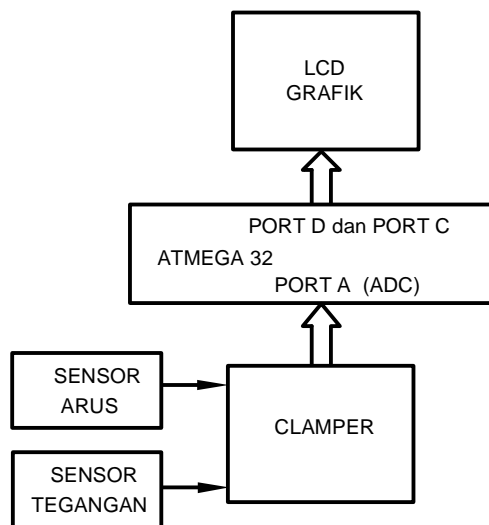 LCD
GRAFIK
PORT D dan PORT C
ATMEGA 32
PORT A (ADC)
SENSOR
ARUS
CLAMPER
SENSOR
TEGANGAN